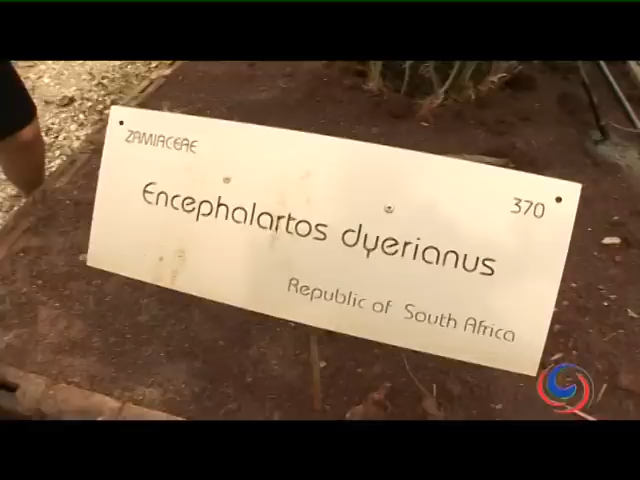 ZAMIACEAE
370
Encephalartos dyerianus
Republic of South Africa